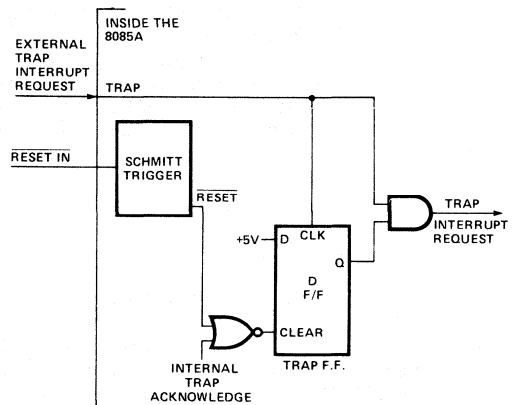 INSIDE THE
8085A
EXTERNAL
TRAP
INTERRUPT
REQUEST
TRAP
RESET IN
SCHMITT
TRIGGER
RESET
+5V
D
CLK
Q
D
F/F
CLEAR
TRAP F.F.
TRAP
INTERRUPT
REQUEST
INTERNAL
TRAP
ACKNOWLEDGE